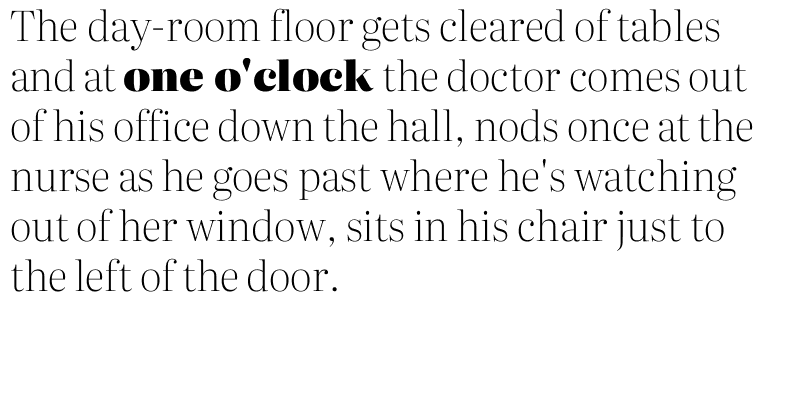 The day-room floor gets cleared of tables
and at one o'clock the doctor comes out
of his office down the hall, nods once at the
nurse as he goes past where he's watching
out of her window, sits in his chair just to
the left of the door.